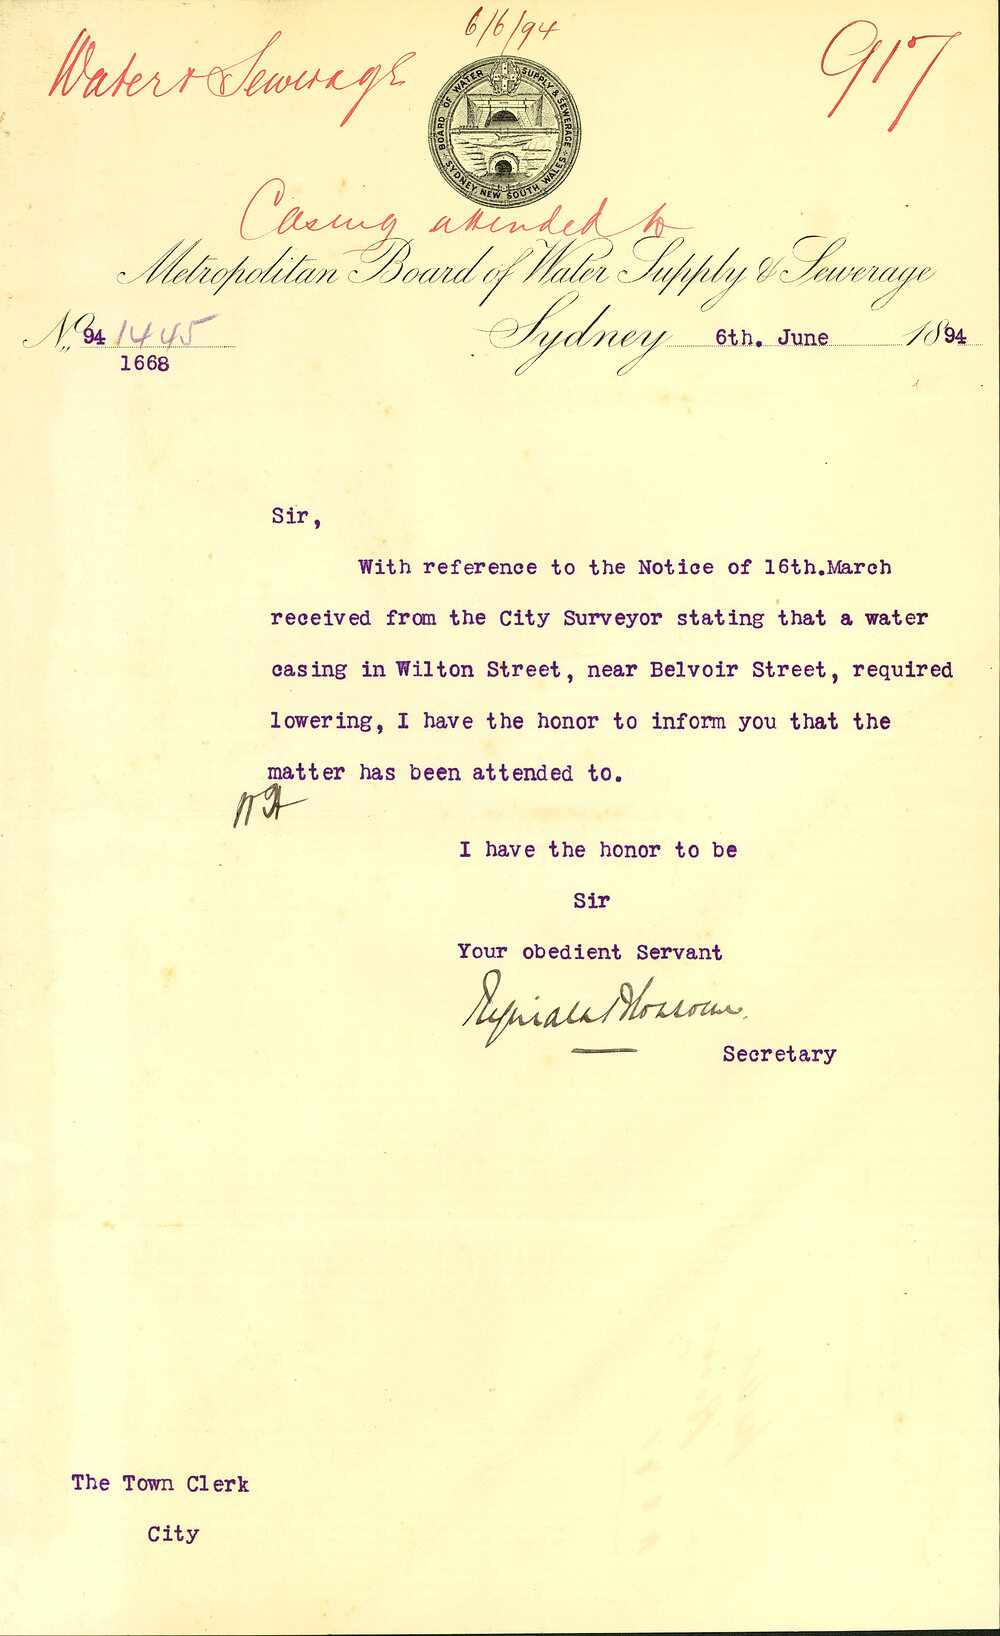 6/6/94
Water & Sewerage
917
BOARD OF WATER SUPPLY & SEWERAGE
SYDNEY, NEW SOUTH WALES
Casing attended to
Metropolitan Board of Water Supply & Sewerage
No. 94 1445 Sydney 6th. June 1894
1668
Sir,
With reference to the Notice of 16th.March
received from the City Surveyor stating that a water
casing in Wilton Street, near Belvoir Street, required
lowering, I have the honor to inform you that the
matter has been attended to.
I have the honor to be
Sir
Your obedient Servant
Secretary
The Town Clerk
City